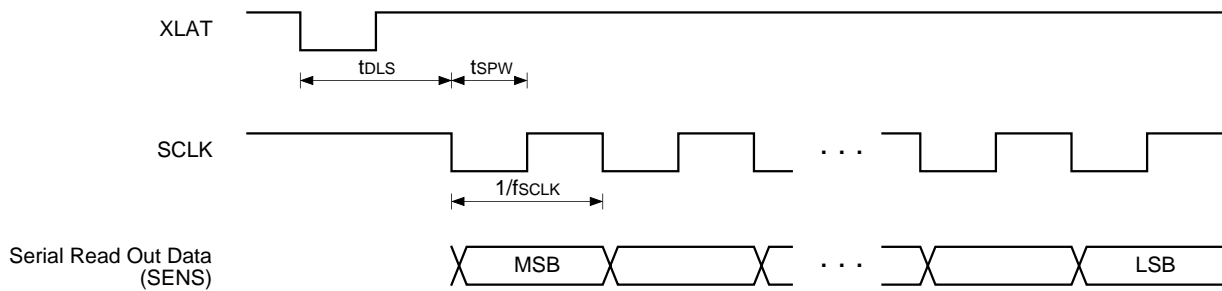 XLAT
tDLS
tSPW
SCLK
. . .
1/fSCLK
Serial Read Out Data
(SENS)
MSB
. . .
LSB